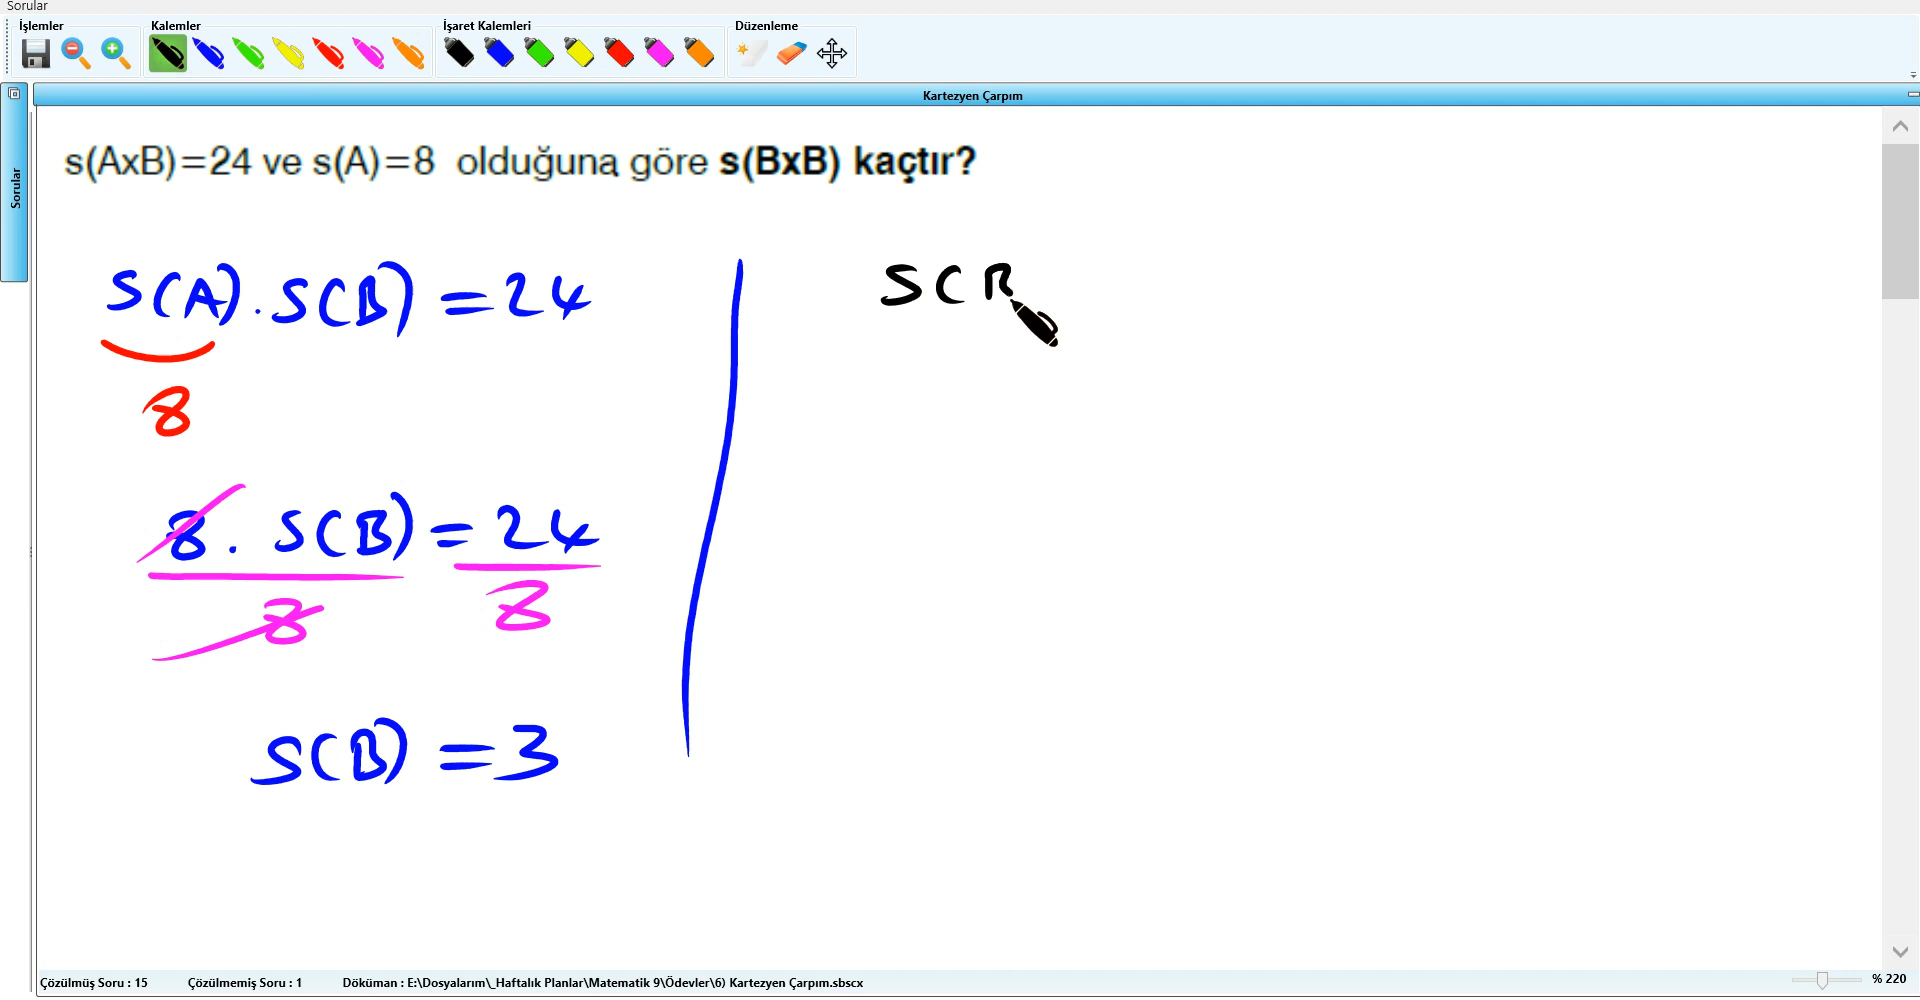 Sorular
İşlemler Kalemler İşaret Kalemleri Düzenleme
Kartezyen Çarpım
Sorular
s(AxB)=24 ve s(A)=8 olduğuna göre s(BxB) kaçtır?
S(A).S(B)=24
8
8.S(B)=24
8 8
S(B)=3
S(B
Çözülmüş Soru : 15 Çözülmemiş Soru : 1 Döküman : E:\Dosyalarım\_Haftalık Planlar\Matematik 9\Ödevler\6) Kartezyen Çarpım.sbscx % 220